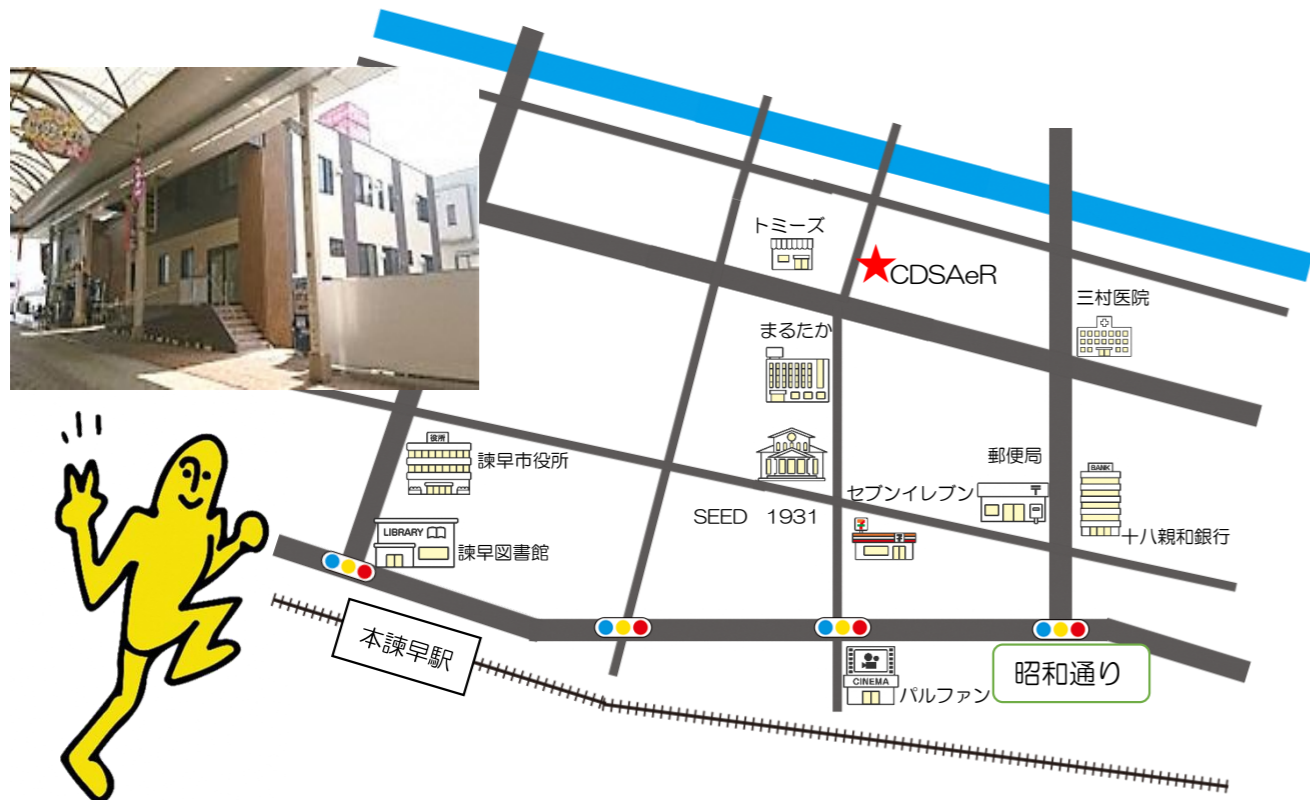 トミーズ
CDSAeR
三村医院
まるたか
役所
諫早市役所
郵便局
〒
BANK
セブンイレブン
7
SEED 1931
十八親和銀行
LIBRARY
諫早図書館
本諫早駅
CINEMA
パルファン
昭和通り